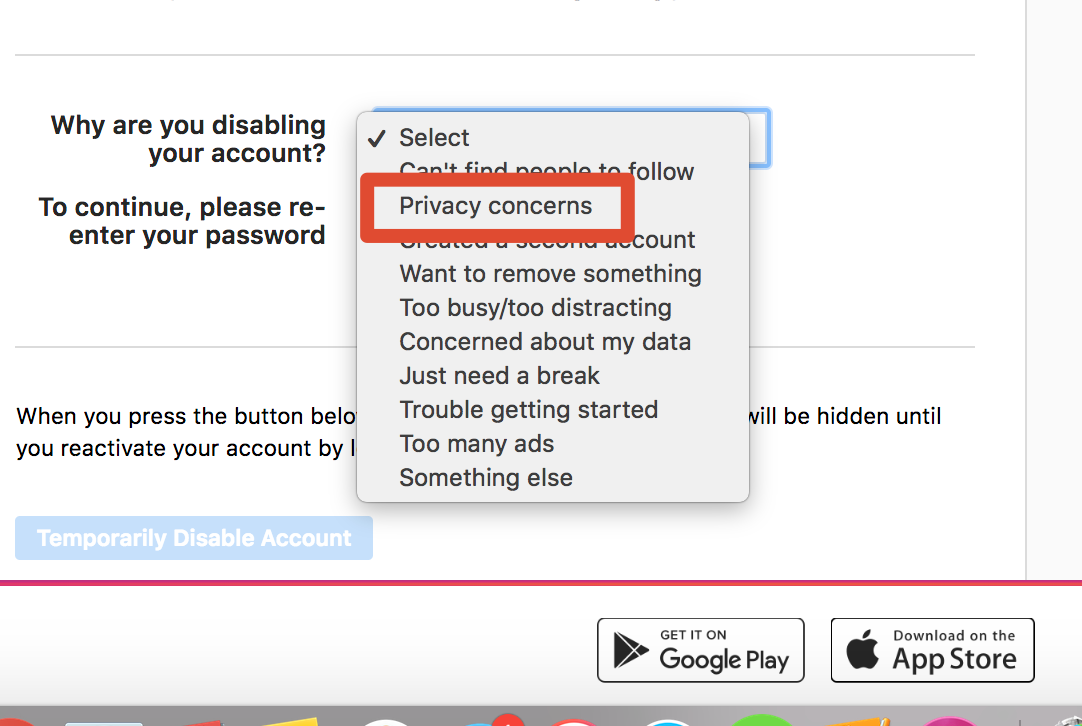 Why are you disabling
your account?
To continue, please re-
enter your password
✓ Select
Can't find people to follow
Privacy concerns
Created a second account
Want to remove something
Too busy/too distracting
Concerned about my data
Just need a break
Trouble getting started
Too many ads
Something else
When you press the button below will be hidden until
you reactivate your account by
Temporarily Disable Account
GET IT ON
Google Play
Download on the
App Store